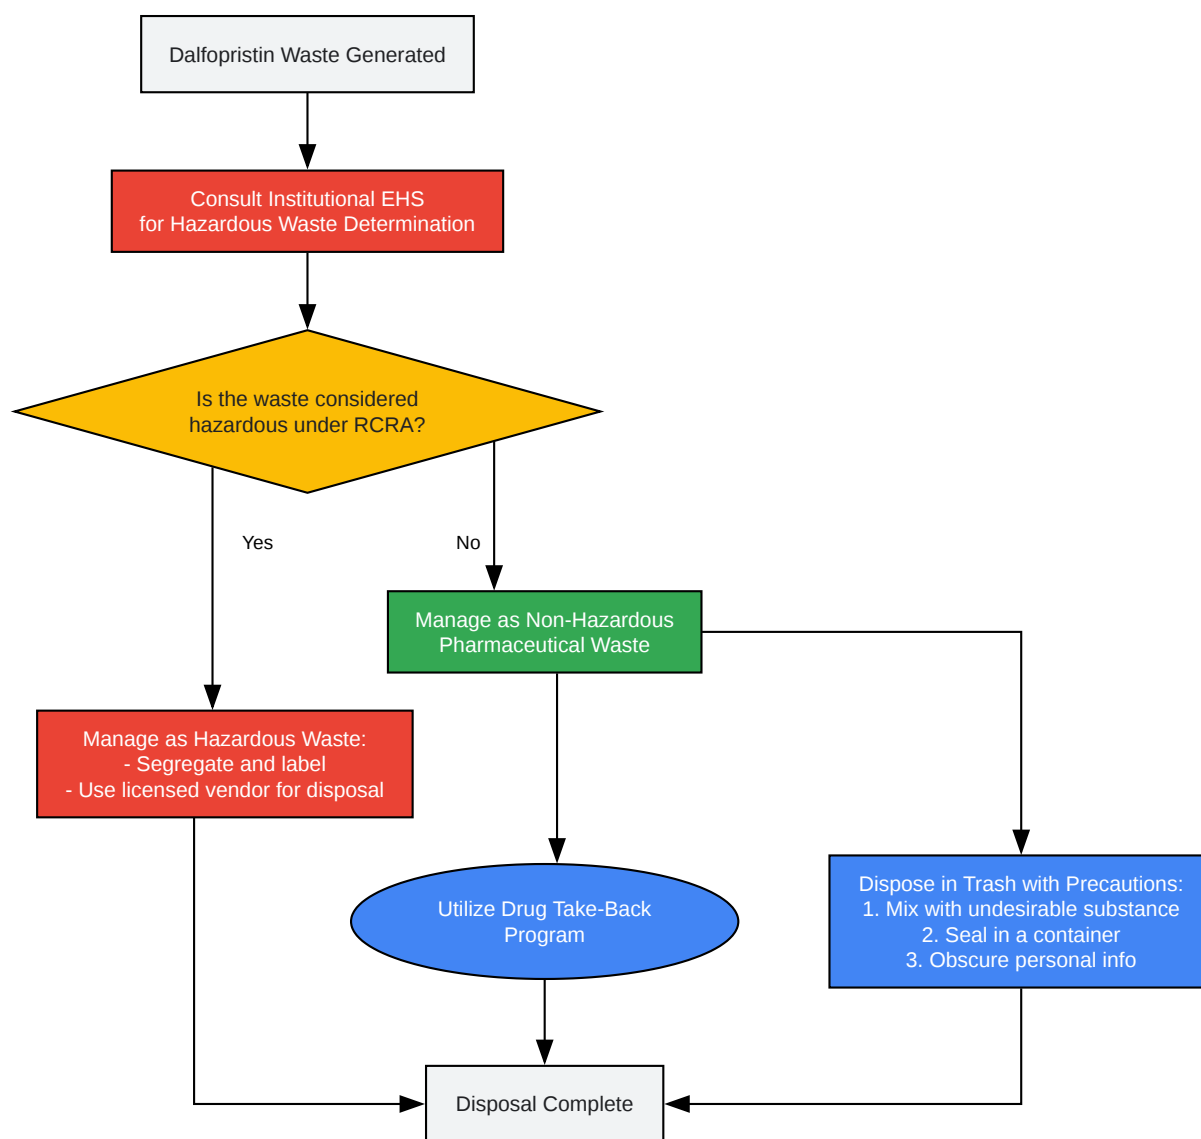 Dalfopristin Waste Generated
Consult Institutional EHS
for Hazardous Waste Determination
Is the waste considered
hazardous under RCRA?
Yes
No
Manage as Non-Hazardous
Pharmaceutical Waste
Manage as Hazardous Waste:
- Segregate and label
- Use licensed vendor for disposal
Utilize Drug Take-Back
Program
Dispose in Trash with Precautions:
1. Mix with undesirable substance
2. Seal in a container
3. Obscure personal info
Disposal Complete